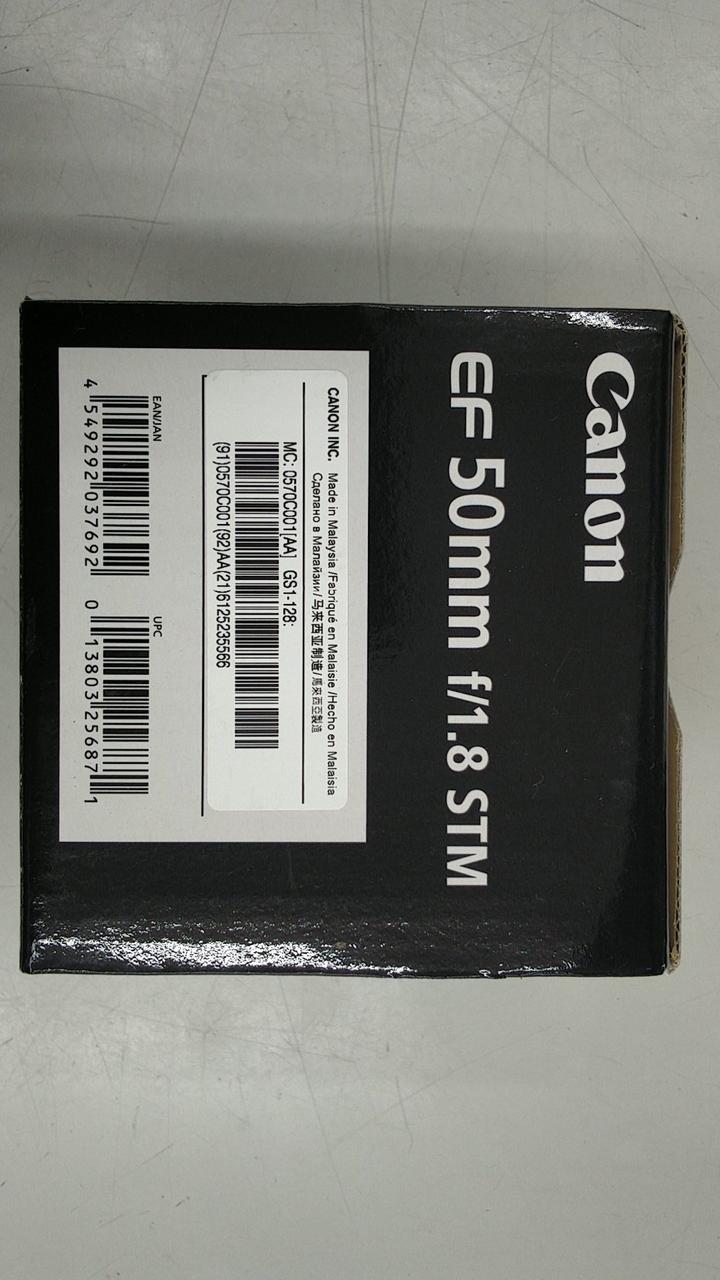 Canon
EF 50mm f/1.8 STM
CANON INC. Made in Malaysia /Fabriqué en Malaisie /Hecho en Malaisia
Сделано в Малайзии/马来西亚制造/馬來西亞製造
MC: 0570C001[AA] GS1-128:
(91)0570C001(92)AA(21)6125235566
EAN/JAN
4 549292 037692
UPC
0 13803 25687 1